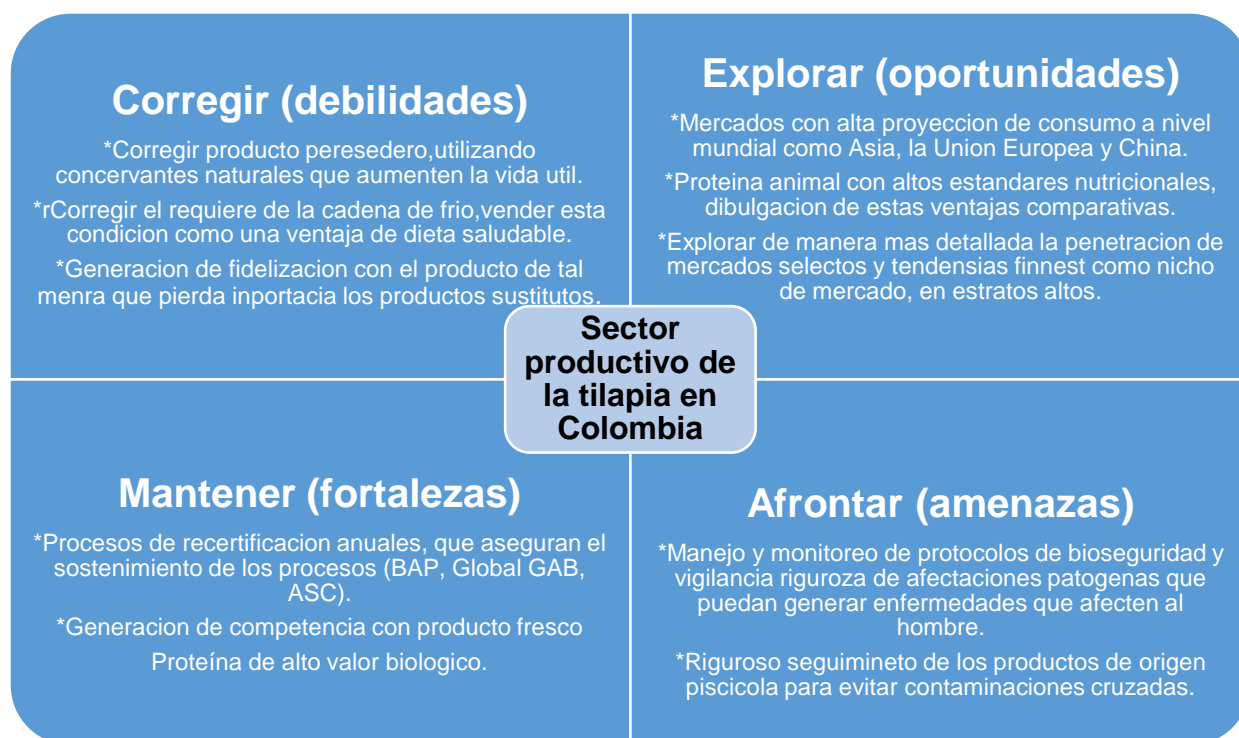 Corregir (debilidades)
*Corregir producto peresedero,utilizando
concervantes naturales que aumenten la vida util.
*rCorregir el requiere de la cadena de frio,vender esta
condicion como una ventaja de dieta saludable.
*Generacion de fidelizacion con el producto de tal
menra que pierda inportacia los productos sustitutos.
Explorar (oportunidades)
*Mercados con alta proyeccion de consumo a nivel
mundial como Asia, la Union Europea y China.
*Proteina animal con altos estandares nutricionales,
dibulgacion de estas ventajas comparativas.
*Explorar de manera mas detallada la penetracion de
mercados selectos y tendensias finnest como nicho
de mercado, en estratos altos.
Sector
productivo de
la tilapia en
Colombia
Mantener (fortalezas)
*Procesos de recertificacion anuales, que aseguran el
sostenimiento de los procesos (BAP, Global GAB,
ASC).
*Generacion de competencia con producto fresco
Proteína de alto valor biologico.
Afrontar (amenazas)
*Manejo y monitoreo de protocolos de bioseguridad y
vigilancia riguroza de afectaciones patogenas que
puedan generar enfermedades que afecten al
hombre.
*Riguroso seguimineto de los productos de origen
piscicola para evitar contaminaciones cruzadas.